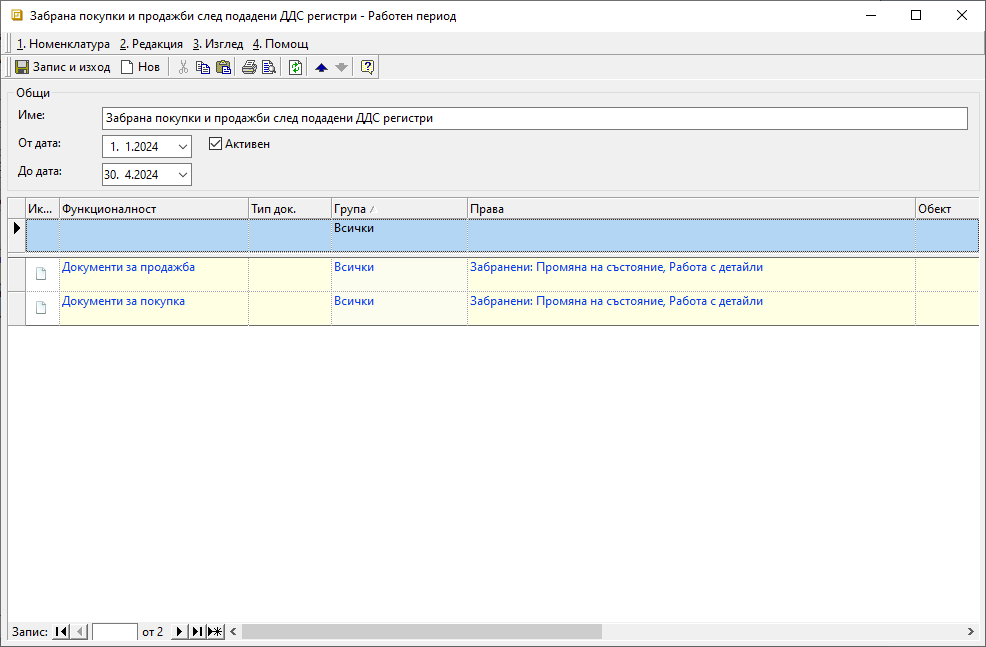 Забрана покупки и продажби след подадени ДДС регистри - Работен период
1. Номенклатура 2. Редакция 3. Изглед 4. Помощ
Запис и изход Нов
Общи
Име: Забрана покупки и продажби след подадени ДДС регистри
От дата: 1. 1.2024 Активен
До дата: 30. 4.2024
Ик... Функционалност Тип док. Група Права Обект
Всички
Документи за продажба Всички Забранени: Промяна на състояние, Работа с детайли
Документи за покупка Всички Забранени: Промяна на състояние, Работа с детайли
Запис: от 2